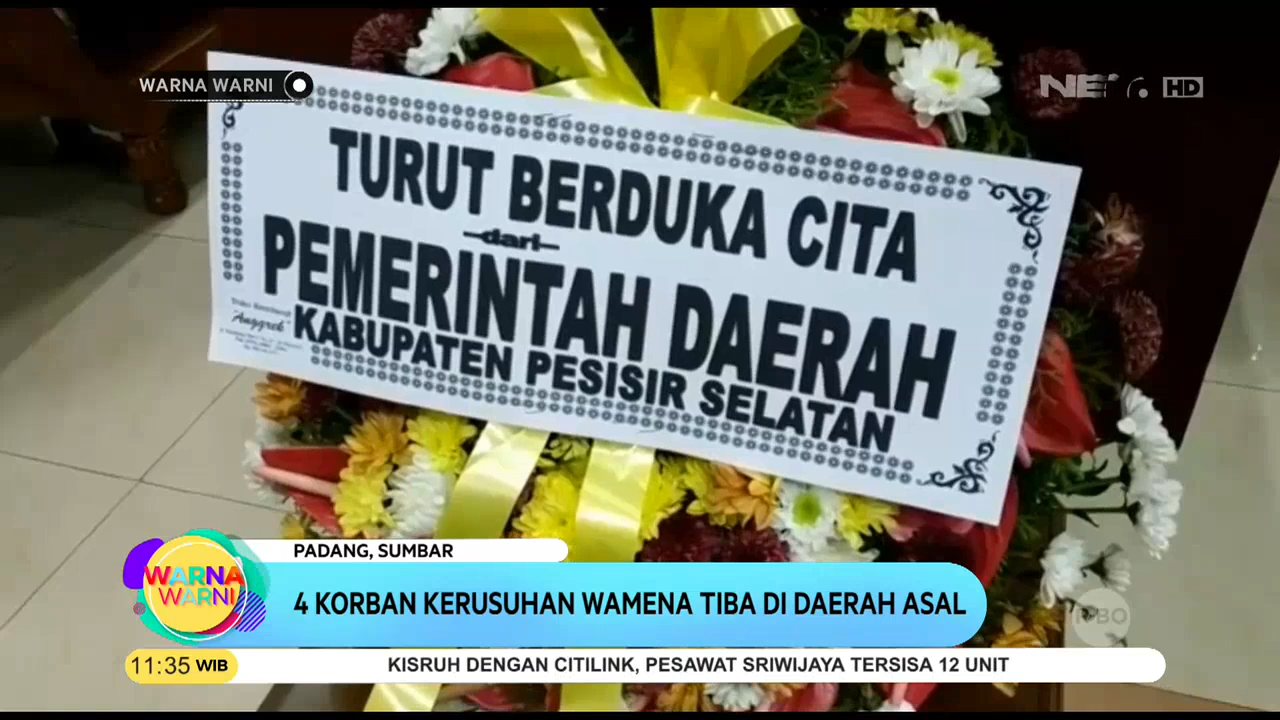 WARNA WARNI
HD
TURUT BERDUKA CITA
dari
PEMERINTAH DAERAH
KABUPATEN PESISIR SELATAN
"Anggrek"
PADANG, SUMBAR
WARNA
WARNI
4 KORBAN KERUSUHAN WAMENA TIBA DI DAERAH ASAL
11:35 WIB
KISRUH DENGAN CITILINK, PESAWAT SRIWIJAYA TERSISA 12 UNIT